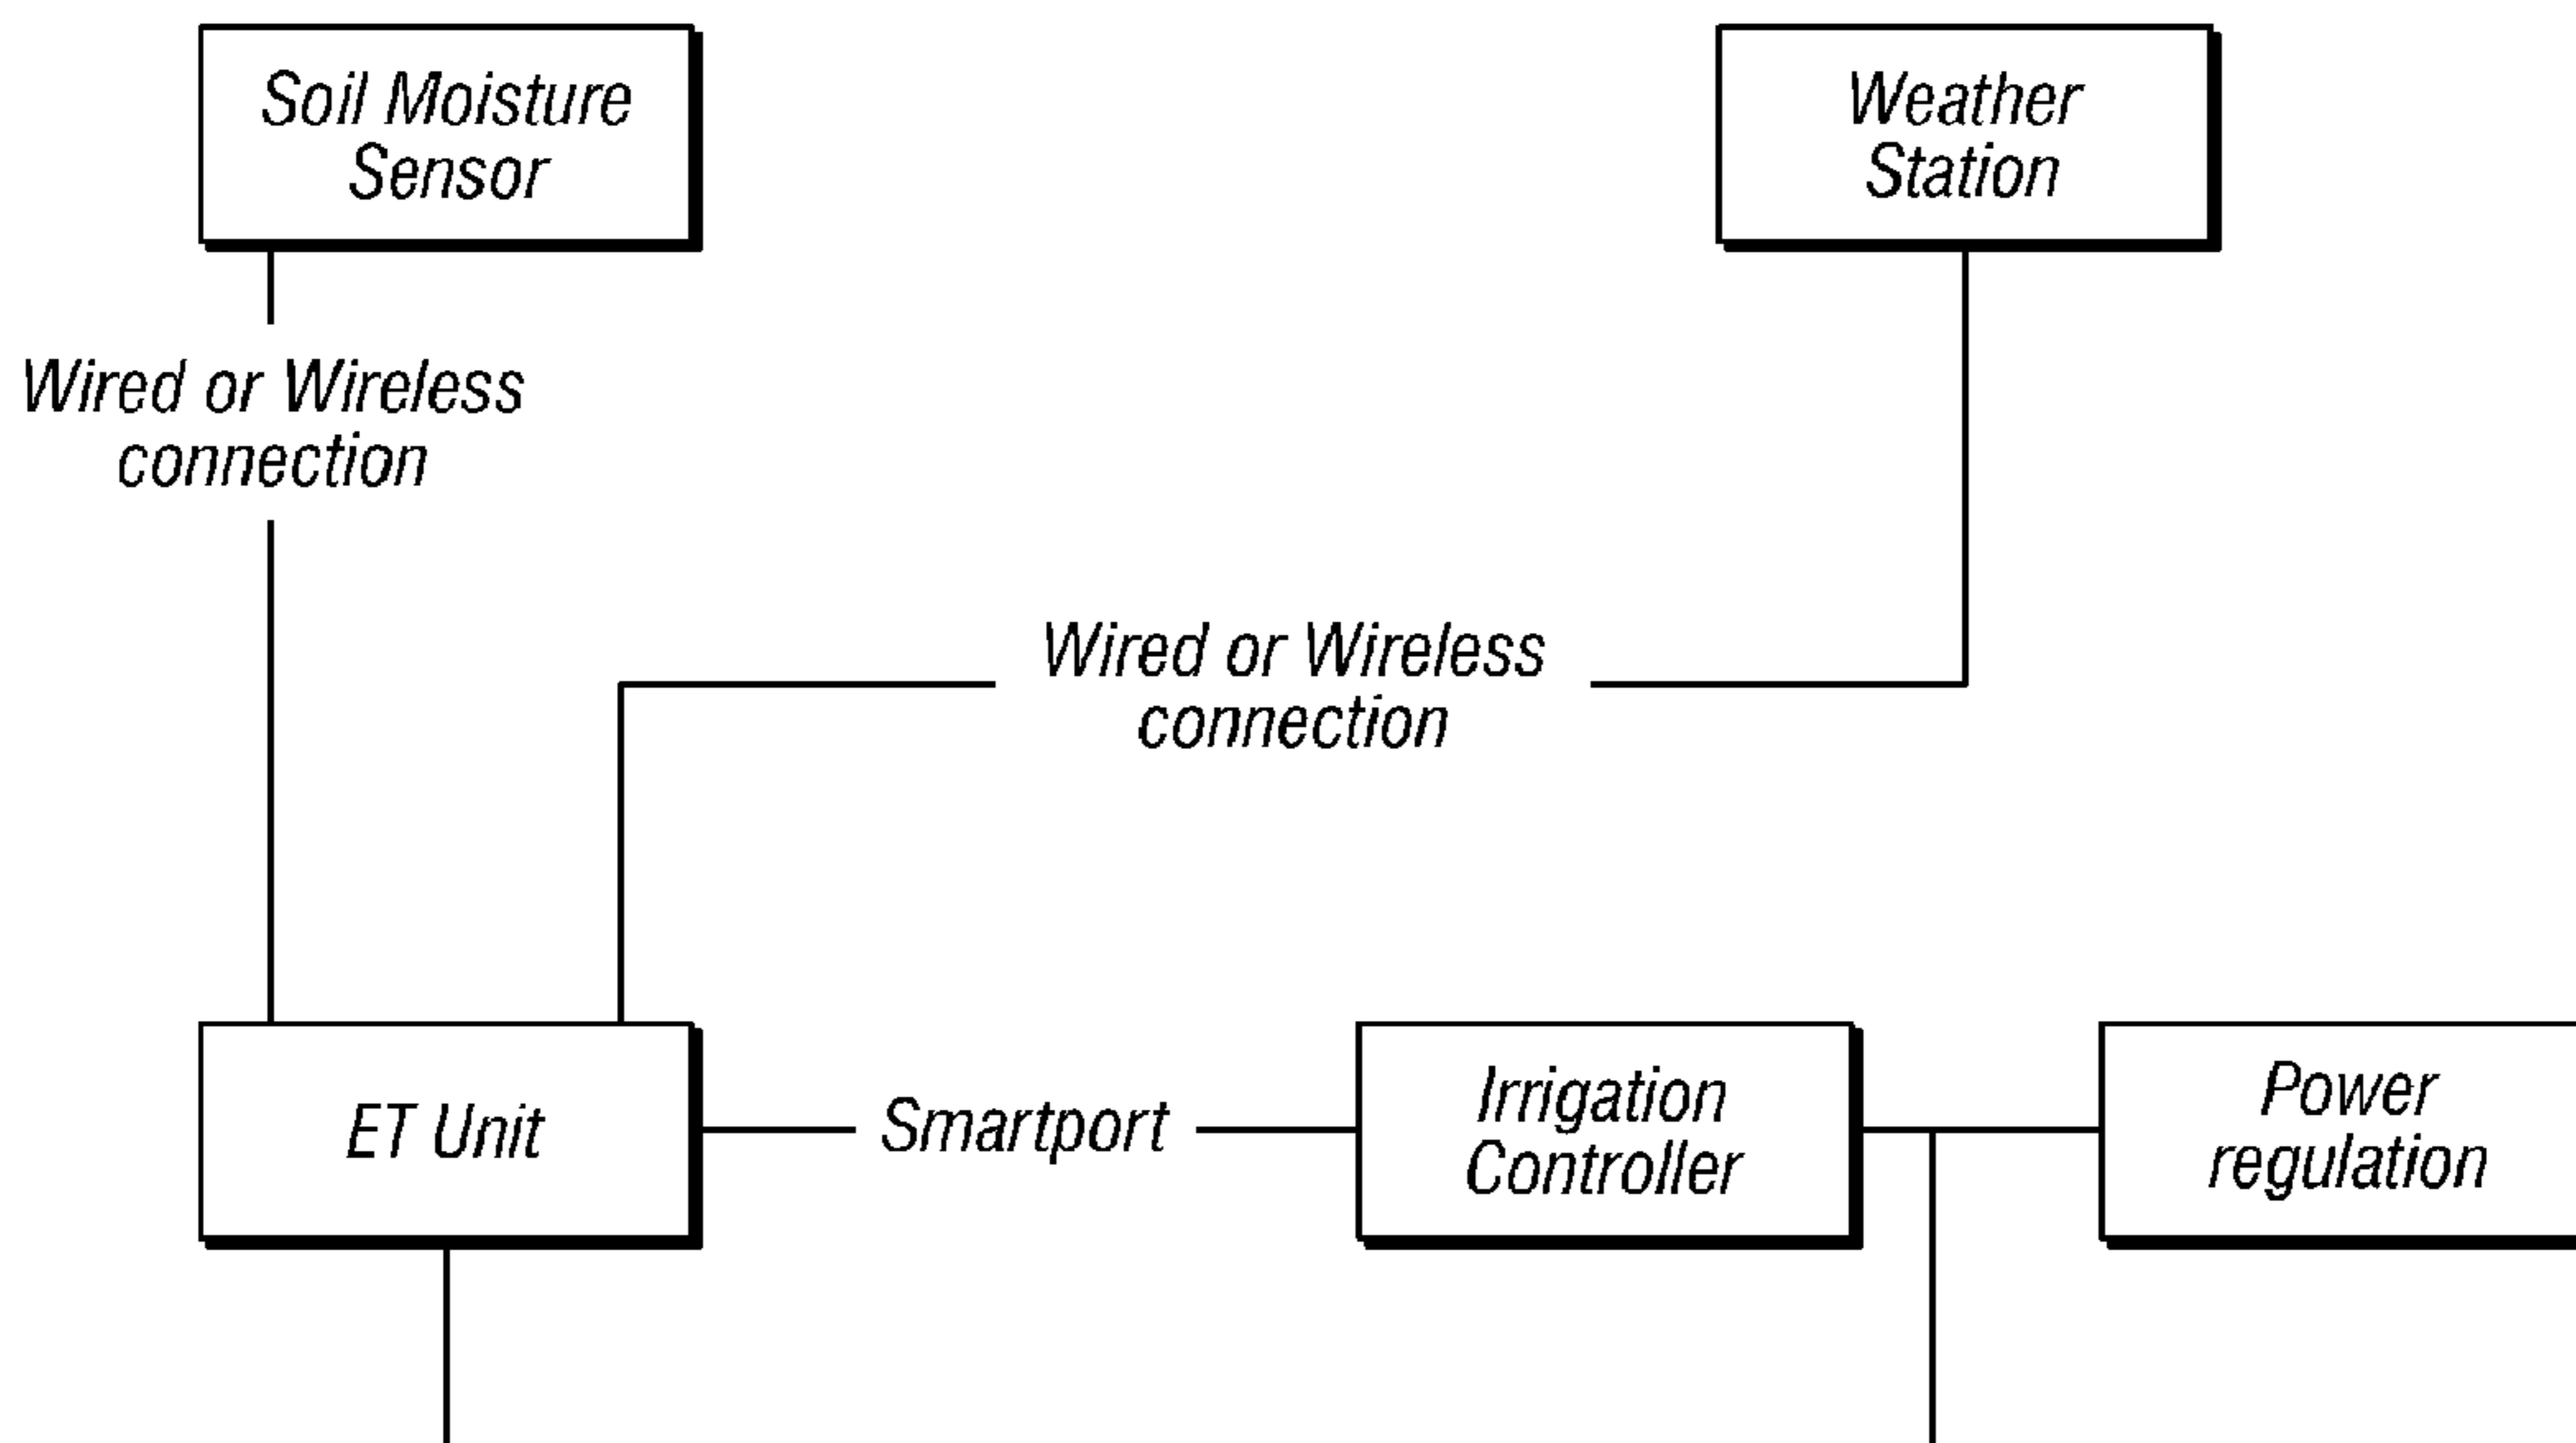 Soil Moisture
Sensor
Weather
Station
Wired or Wireless
connection
Wired or Wireless
connection
ET Unit
Smartport
Irrigation
Controller
Power
regulation